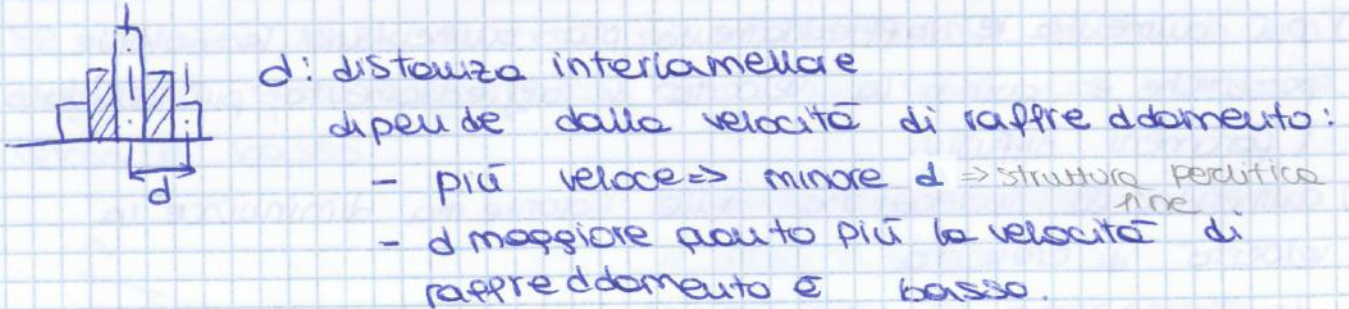 d: distanza interlamellare
dipende dalla velocità di raffreddamento:
- più veloce => minore d => struttura perlitica
fine
- d maggiore quanto più la velocità di
raffreddamento è bassa.
d